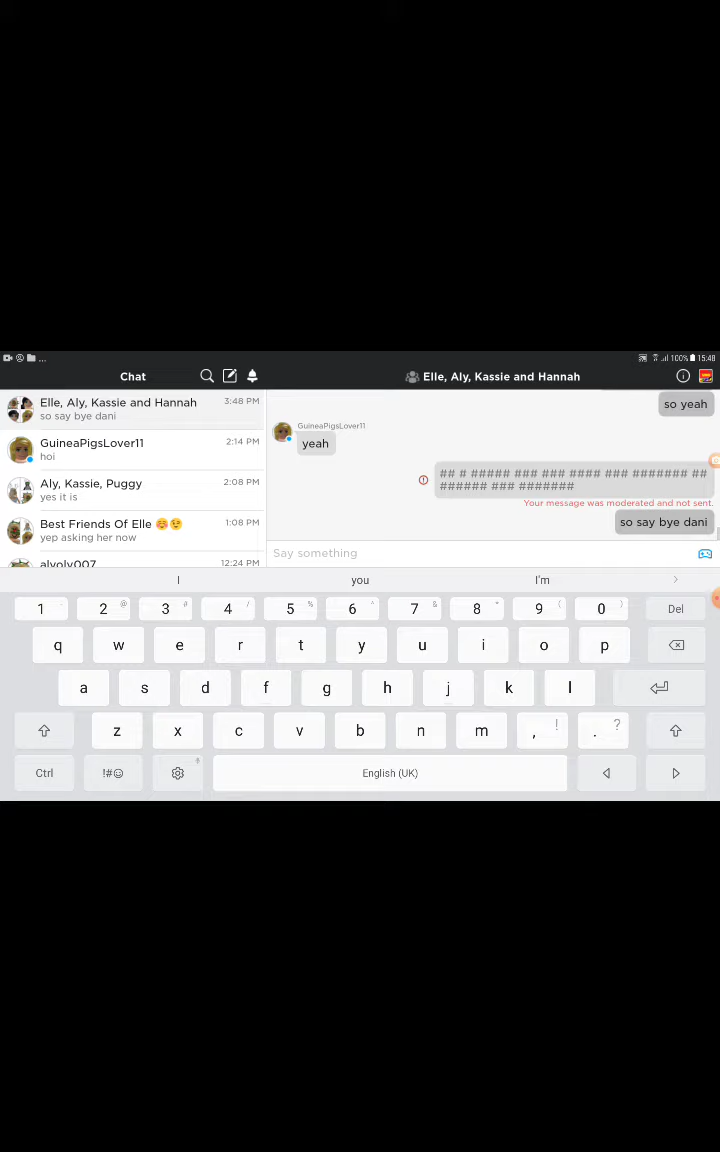 ... 100% 15:48
Chat
Elle, Aly, Kassie and Hannah
Elle, Aly, Kassie and Hannah 3:48 PM
so say bye dani
GuineaPigsLover11 2:14 PM
hoi
Aly, Kassie, Puggy 2:08 PM
yes it is
Best Friends Of Elle ☺️😉 1:08 PM
yep asking her now
alyoly007 12:24 PM
so yeah
GuineaPigsLover11
yeah
## # ##### ### ### #### ### ####### ##
###### ### #######
Your message was moderated and not sent.
so say bye dani
Say something
I you I'm >
1 2 @ 3 # 4 / 5 % 6 ^ 7 & 8 * 9 ( 0 ) Del
q w e r t y u i o p
a s d f g h j k l
z x c v b n m , ! . ?
Ctrl !#☺ English (UK)